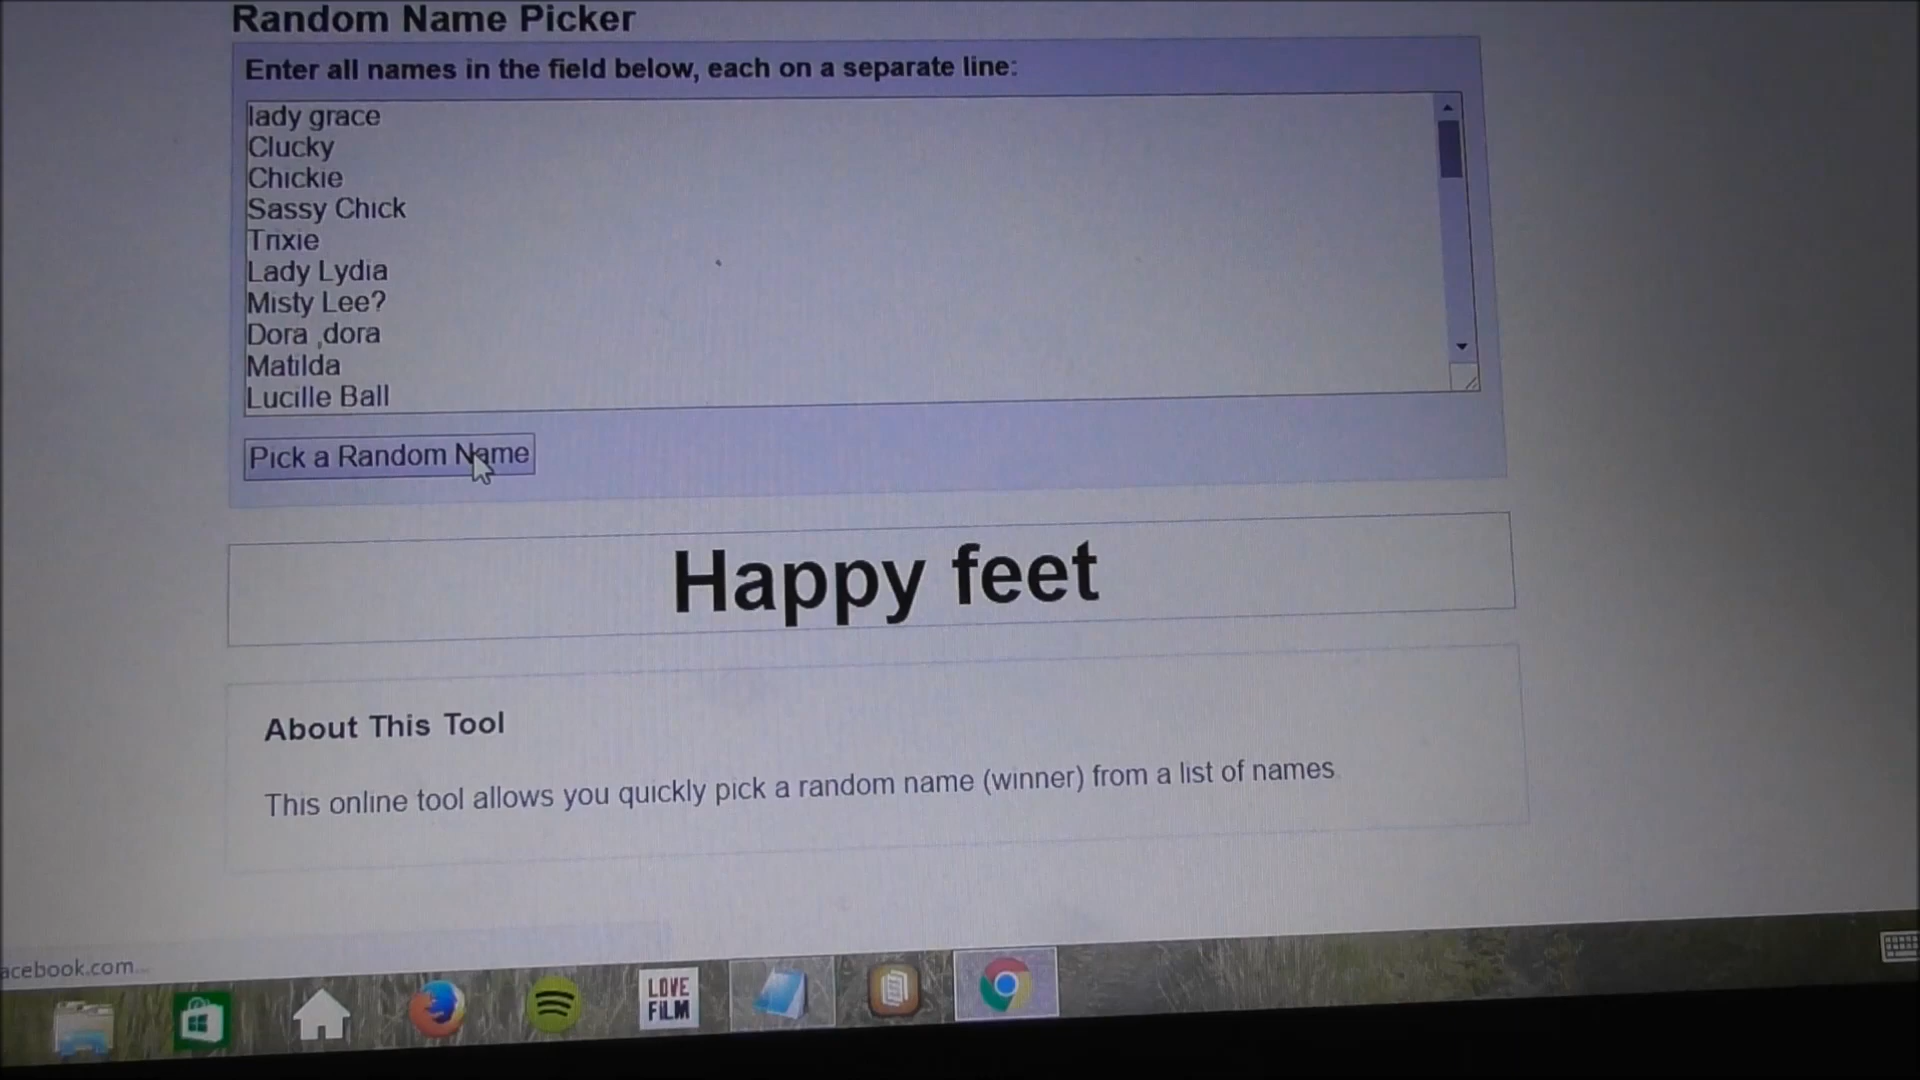 Random Name Picker
Enter all names in the field below, each on a separate line:
lady grace
Clucky
Chickie
Sassy Chick
Trixie
Lady Lydia
Misty Lee?
Dora ,dora
Matilda
Lucille Ball
Pick a Random Name
Happy feet
About This Tool
This online tool allows you quickly pick a random name (winner) from a list of names
acebook.com...
LOVE
FiLM